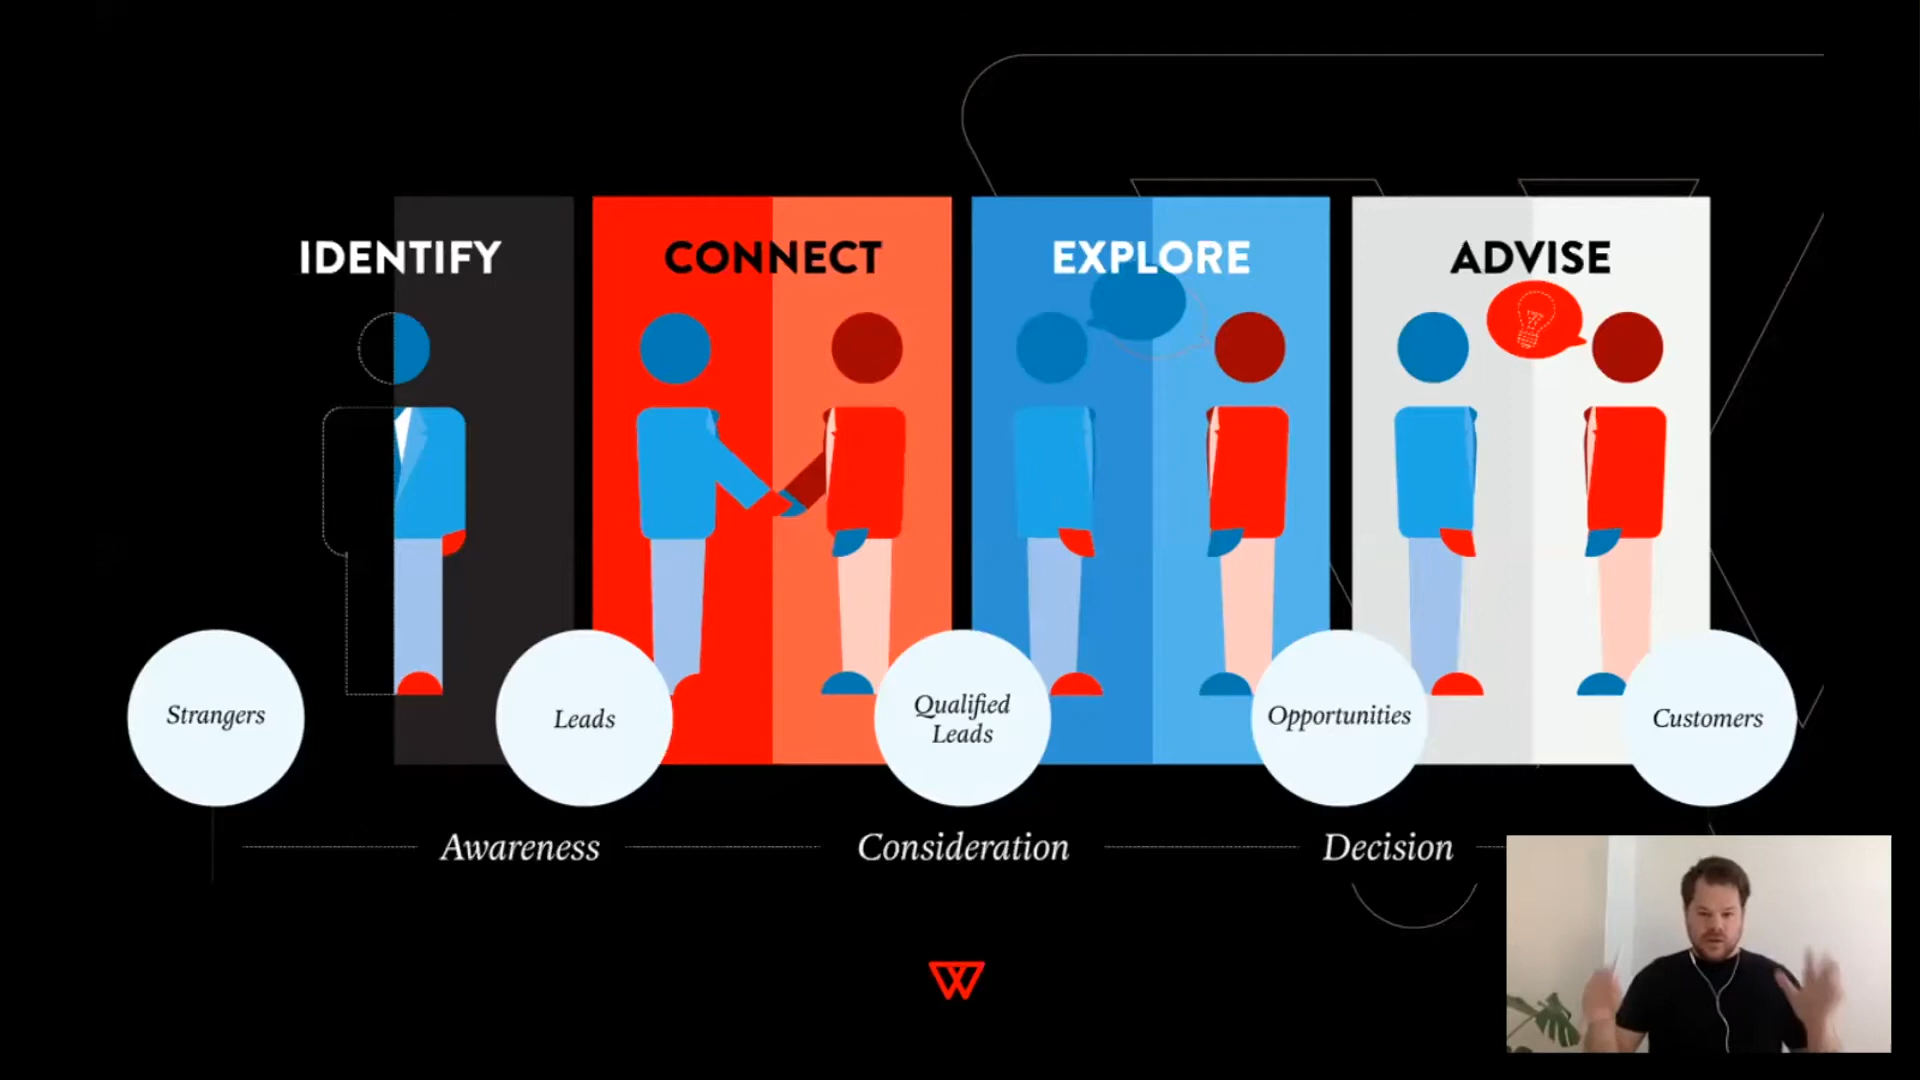 IDENTIFY
CONNECT
EXPLORE
ADVISE
Strangers
Leads
Qualified
Leads
Opportunities
Customers
Awareness
Consideration
Decision